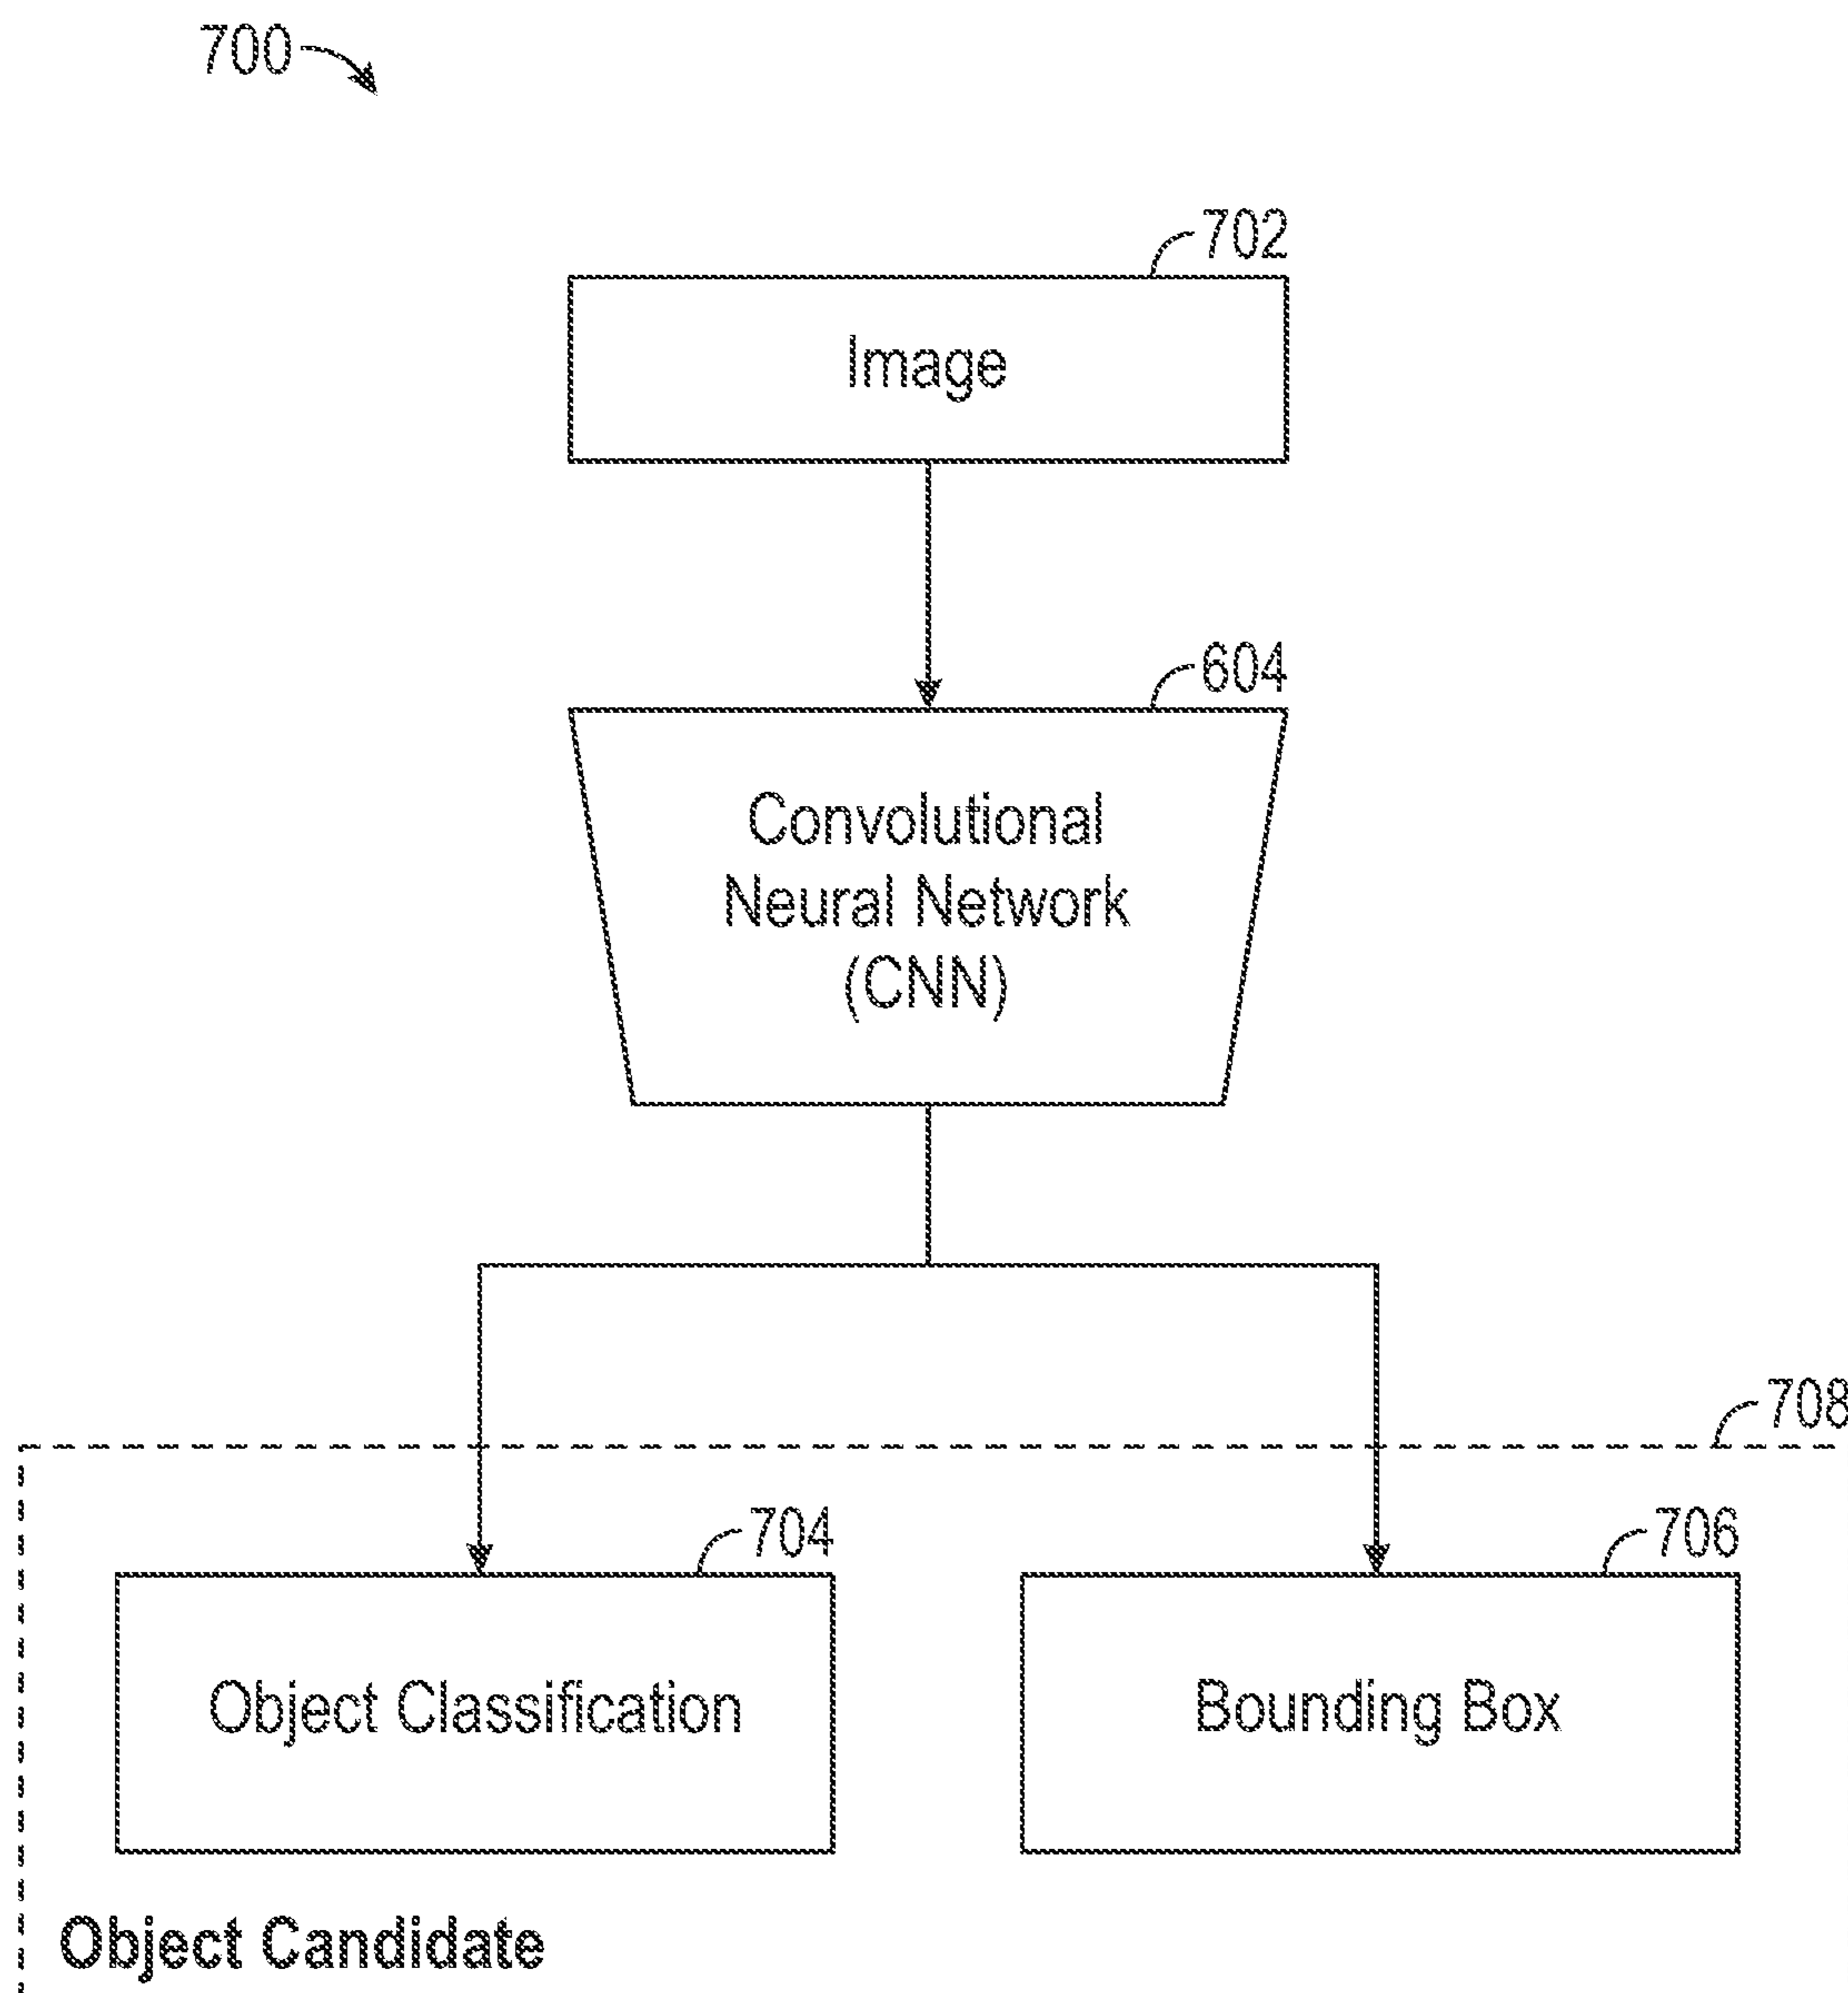 700
702
Image
604
Convolutional
Neural Network
(CNN)
708
704
706
Object Classification
Bounding Box
Object Candidate